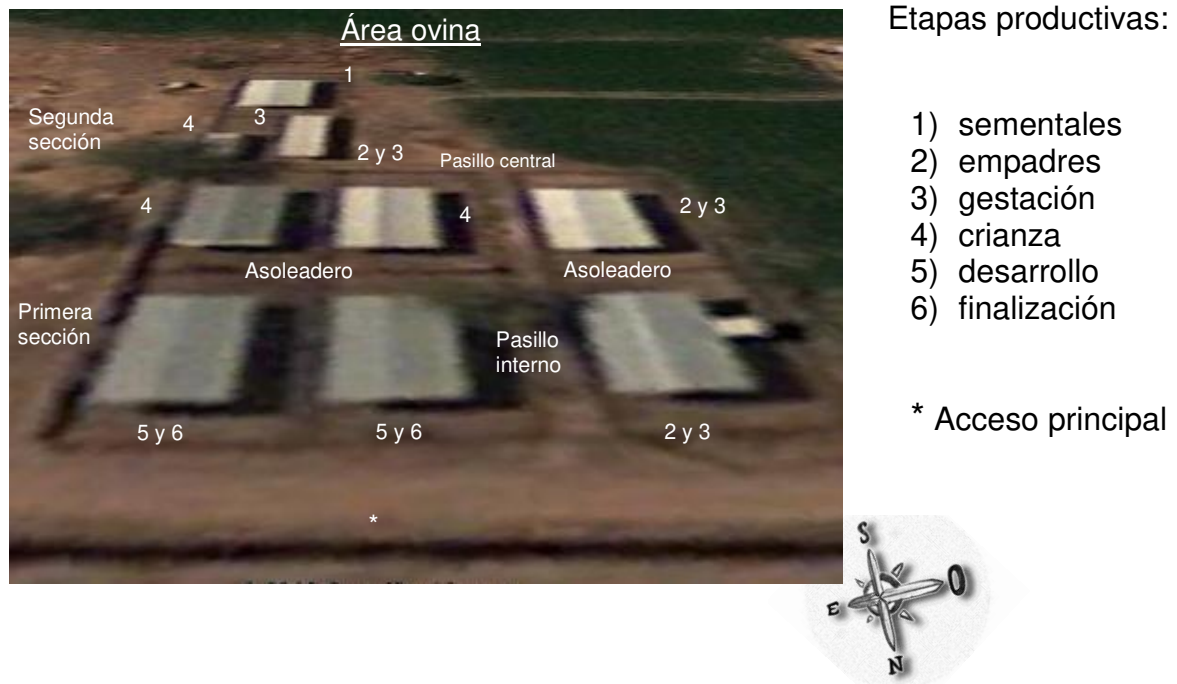 Área ovina
Etapas productivas:
1
Segunda
sección
4
3
2 y 3
Pasillo central
4
4
2 y 3
Asoleadero
Asoleadero
Primera
sección
Pasillo
interno
5 y 6
5 y 6
2 y 3
*
1) sementales
2) empadres
3) gestación
4) crianza
5) desarrollo
6) finalización
* Acceso principal
S
O
E
N